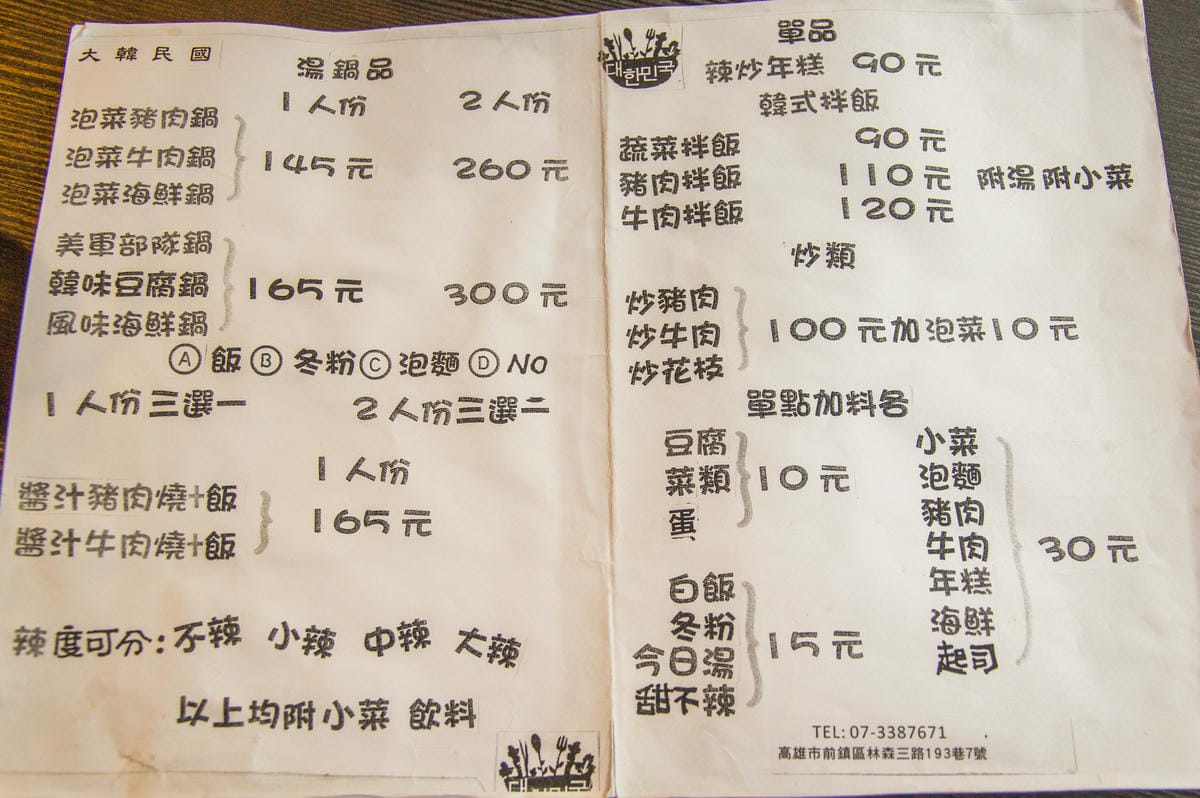 大韓民國
湯鍋品
1人份 2人份
泡菜豬肉鍋
泡菜牛肉鍋 145元 260元
泡菜海鮮鍋
美軍部隊鍋
韓味豆腐鍋 165元 300元
風味海鮮鍋
Ⓐ飯Ⓑ冬粉Ⓒ泡麵ⒹNO
1人份三選一 2人份三選二
1人份
醬汁豬肉燒+飯
165元
醬汁牛肉燒+飯
辣度可分:不辣 小辣 中辣 大辣
以上均附小菜 飲料
대한민국
대한민국
單品
辣炒年糕 90元
韓式拌飯
蔬菜拌飯 90元
豬肉拌飯 110元 附湯附小菜
牛肉拌飯 120元
炒類
炒豬肉
炒牛肉 100元加泡菜10元
炒花枝
單點加料各
豆腐
菜類 10元
蛋
白飯
冬粉
今日湯 15元
甜不辣
小菜
泡麵
豬肉
牛肉 30元
年糕
海鮮
起司
TEL: 07-3387671
高雄市前鎮區林森三路193巷7號